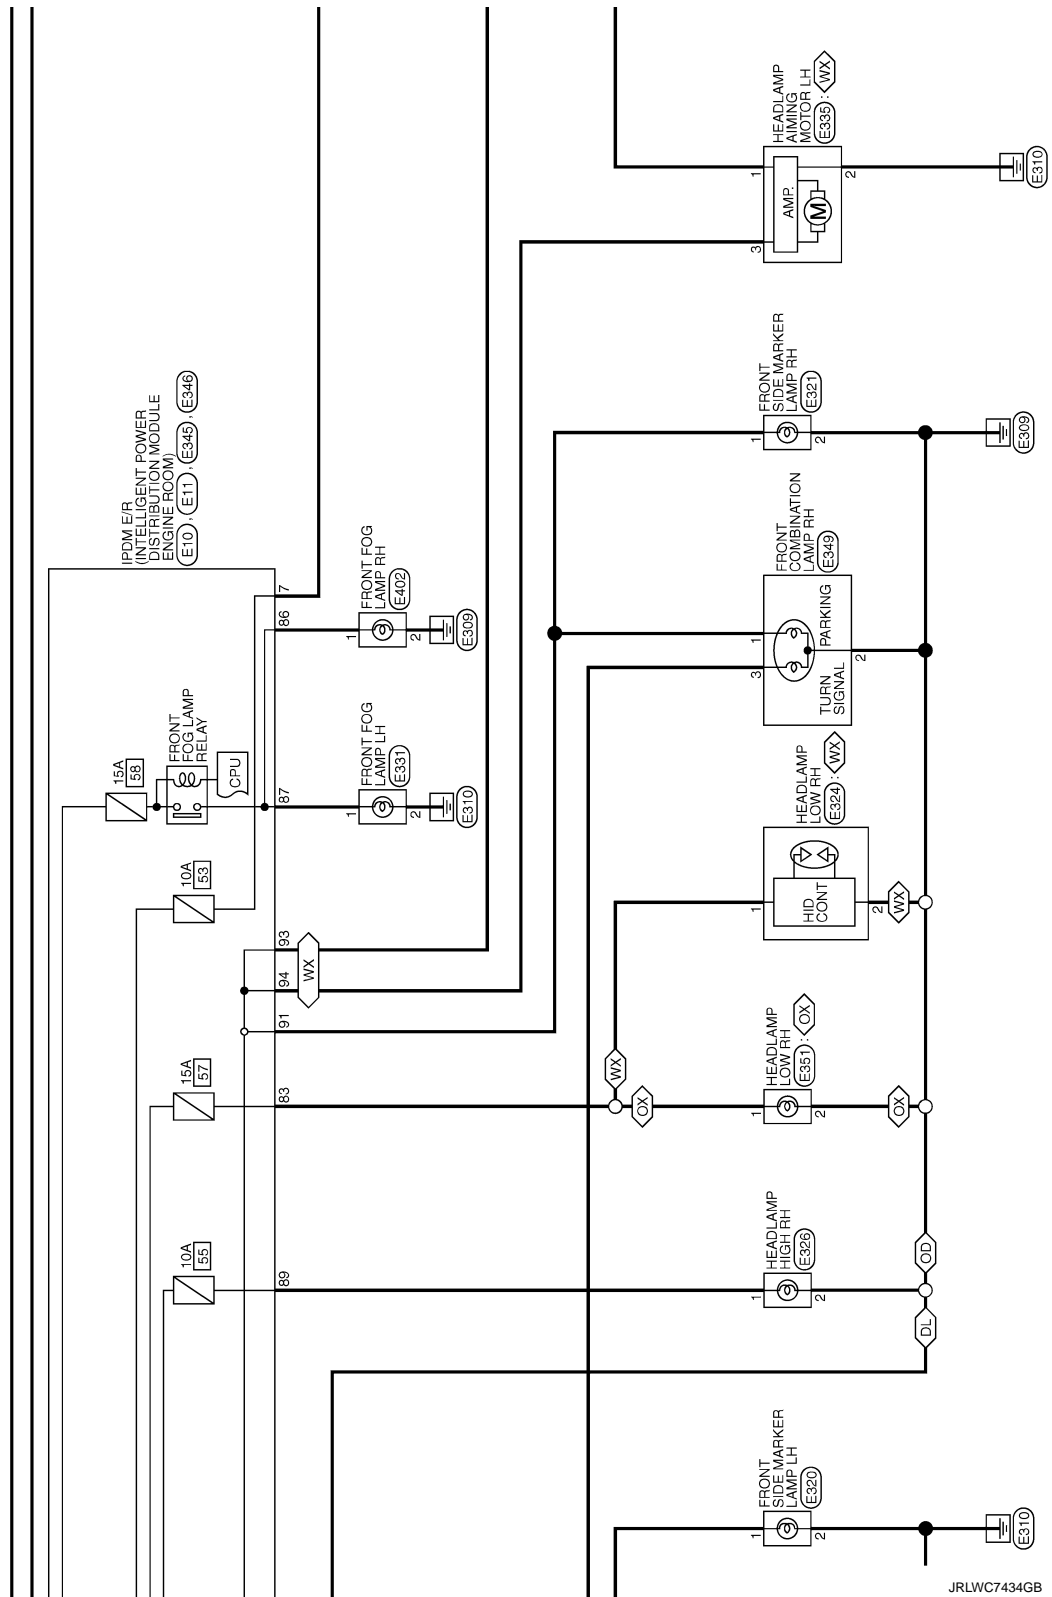 HEADLAMP
AIMING
MOTOR LH
E335 : WX
1
AMP.
M
3
2
E310
FRONT
SIDE MARKER
LAMP RH
E321
1
2
E309
IPDM E/R
(INTELLIGENT POWER
DISTRIBUTION MODULE
ENGINE ROOM)
E10 , E11 , E345 , E346
7
86
FRONT FOG
LAMP RH
E402
1
2
E309
FRONT
COMBINATION
LAMP RH
E349
1
3
PARKING
TURN
SIGNAL
2
15A
58
FRONT
FOG LAMP
RELAY
CPU
87
FRONT FOG
LAMP LH
E331
1
2
E310
HEADLAMP
LOW RH
E324 : WX
1
HID
CONT
2
WX
10A
53
93
94
WX
91
15A
57
83
WX
OX
HEADLAMP
LOW RH
E351 : OX
1
2
OX
10A
55
89
HEADLAMP
HIGH RH
E326
1
2
OD
DL
FRONT
SIDE MARKER
LAMP LH
E320
1
2
E310
JRLWC7434GB